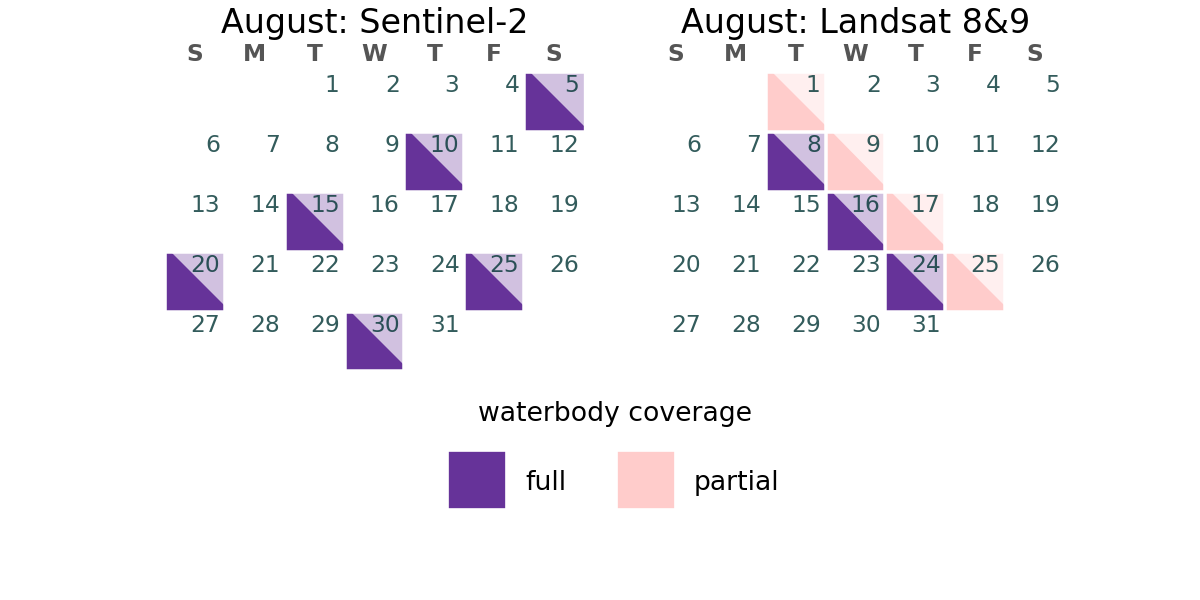 August: Sentinel-2
S M T W T F S
1 2 3 4 5
6 7 8 9 10 11 12
13 14 15 16 17 18 19
20 21 22 23 24 25 26
27 28 29 30 31
August: Landsat 8&9
S M T W T F S
1 2 3 4 5
6 7 8 9 10 11 12
13 14 15 16 17 18 19
20 21 22 23 24 25 26
27 28 29 30 31
waterbody coverage
full
partial